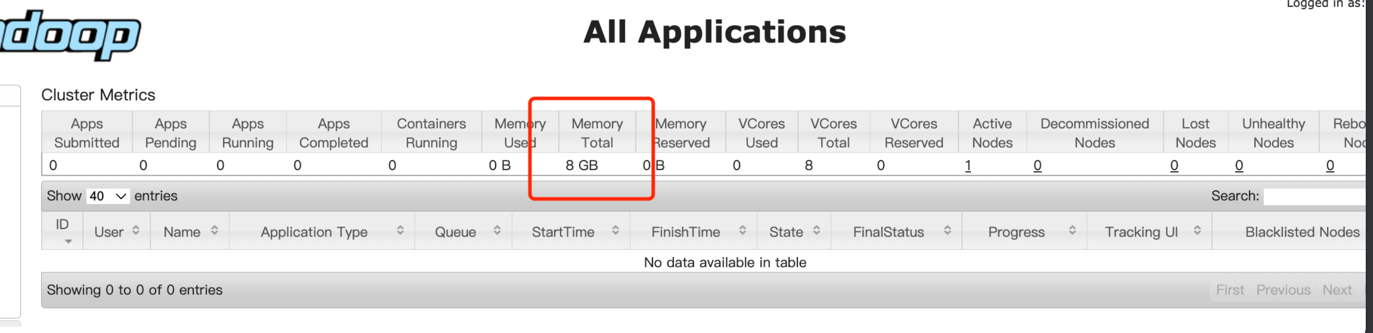 Logged in as:
adoop
All Applications
Cluster Metrics
Apps Submitted Apps Pending Apps Running Apps Completed Containers Running Memory Used Memory Total Memory Reserved VCores Used VCores Total VCores Reserved Active Nodes Decommissioned Nodes Lost Nodes Unhealthy Nodes
0 0 0 0 0 0 B 8 GB 0 B 0 8 0 1 0 0 0 0
Show 40 entries Search:
ID User Name Application Type Queue StartTime FinishTime State FinalStatus Progress Tracking UI Blacklisted Nodes
No data available in table
Showing 0 to 0 of 0 entries First Previous Next